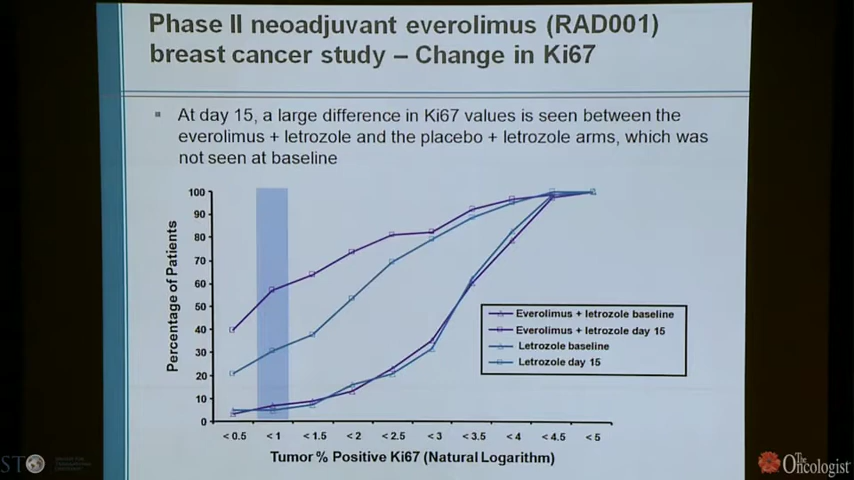 Phase II neoadjuvant everolimus (RAD001)
breast cancer study – Change in Ki67
At day 15, a large difference in Ki67 values is seen between the
everolimus + letrozole and the placebo + letrozole arms, which was
not seen at baseline
Percentage of Patients
100
90
80
70
60
50
40
30
20
10
0
< 0.5 < 1 < 1.5 < 2 < 2.5 < 3 < 3.5 < 4 < 4.5 < 5
Tumor % Positive Ki67 (Natural Logarithm)
Everolimus + letrozole baseline
Everolimus + letrozole day 15
Letrozole baseline
Letrozole day 15
The
Oncologist